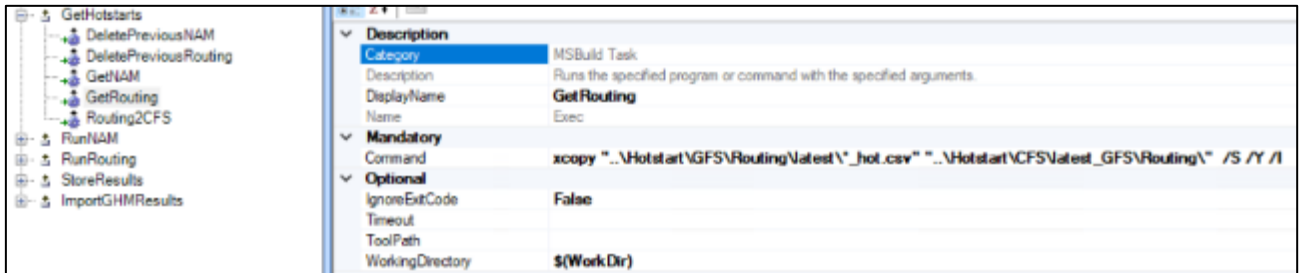 GetHotstarts
DeletePreviousNAM
DeletePreviousRouting
GetNAM
GetRouting
Routing2CFS
RunNAM
RunRouting
StoreResults
ImportGHMResults
Description
Category MSBuild Task
Description Runs the specified program or command with the specified arguments.
DisplayName GetRouting
Name Exec
Mandatory
Command xcopy "..\Hotstart\GFS\Routing\latest\*_hot.csv" "..\Hotstart\CFS\latest_GFS\Routing\" /S /Y /I
Optional
IgnoreExitCode False
Timeout
ToolPath
WorkingDirectory $(WorkDir)